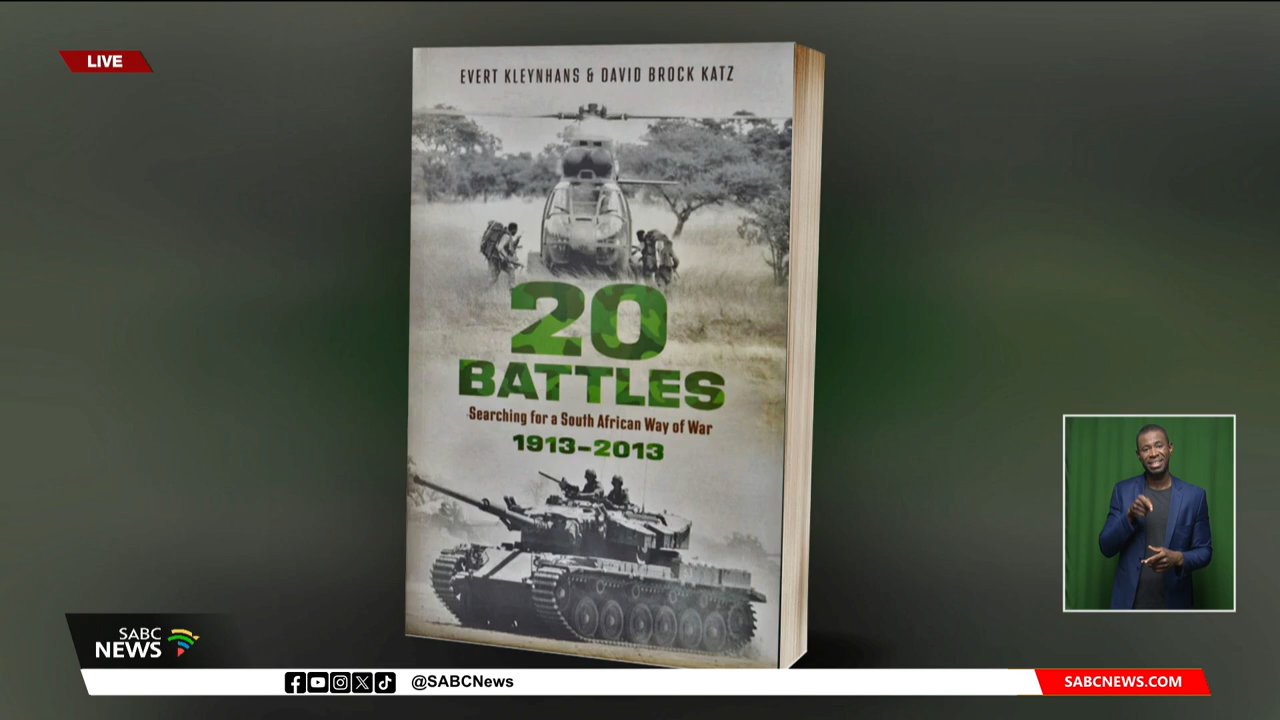 LIVE
EVERT KLEYNHANS & DAVID BROCK KATZ
20
BATTLES
Searching for a South African Way of War
1913-2013
SABC
NEWS
@SABCNews
SABCNEWS.COM